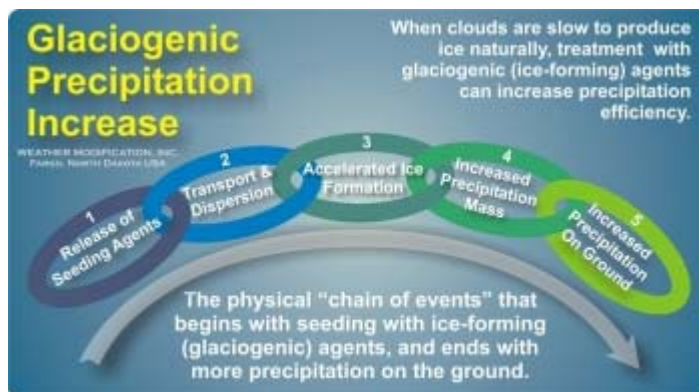 Glaciogenic
Precipitation
Increase
WEATHER MODIFICATION, INC.
FARGO, NORTH DAKOTA USA
When clouds are slow to produce
ice naturally, treatment with
glaciogenic (ice-forming) agents
can increase precipitation
efficiency.
1
Release of
Seeding Agents
2
Transport &
Dispersion
3
Accelerated Ice
Formation
4
Increased
Precipitation
Mass
5
Increased
Precipitation
On Ground
The physical “chain of events” that
begins with seeding with ice-forming
(glaciogenic) agents, and ends with
more precipitation on the ground.